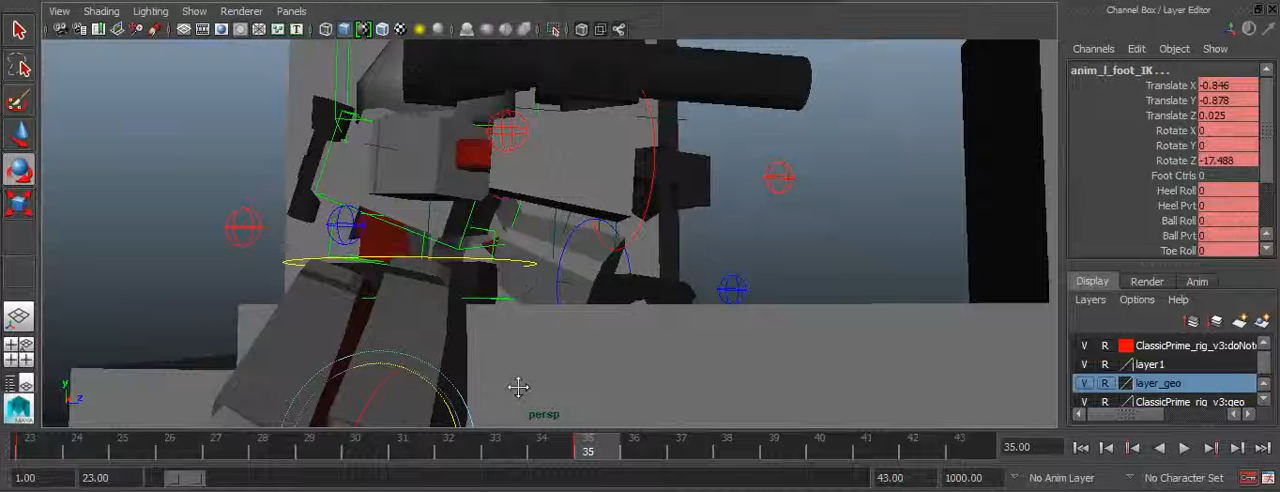 View Shading Lighting Show Renderer Panels
Channel Box / Layer Editor
Channels Edit Object Show
anim_l_foot_IK...
Translate X -0.846
Translate Y -0.878
Translate Z 0.025
Rotate X 0
Rotate Y 0
Rotate Z -17.488
Foot Ctrls 0
Heel Roll 0
Heel Pvt 0
Ball Roll 0
Ball Pvt 0
Toe Roll 0
Display Render Anim
Layers Options Help
V R ClassicPrime_rig_v3:doNot
V R layer1
V R layer_geo
V R ClassicPrime_rig_v3:geo
y
z
persp
23 24 25 26 27 28 29 30 31 32 33 34 35 36 37 38 39 40 41 42 43
35
35.00
1.00 23.00 43.00 1000.00 No Anim Layer No Character Set